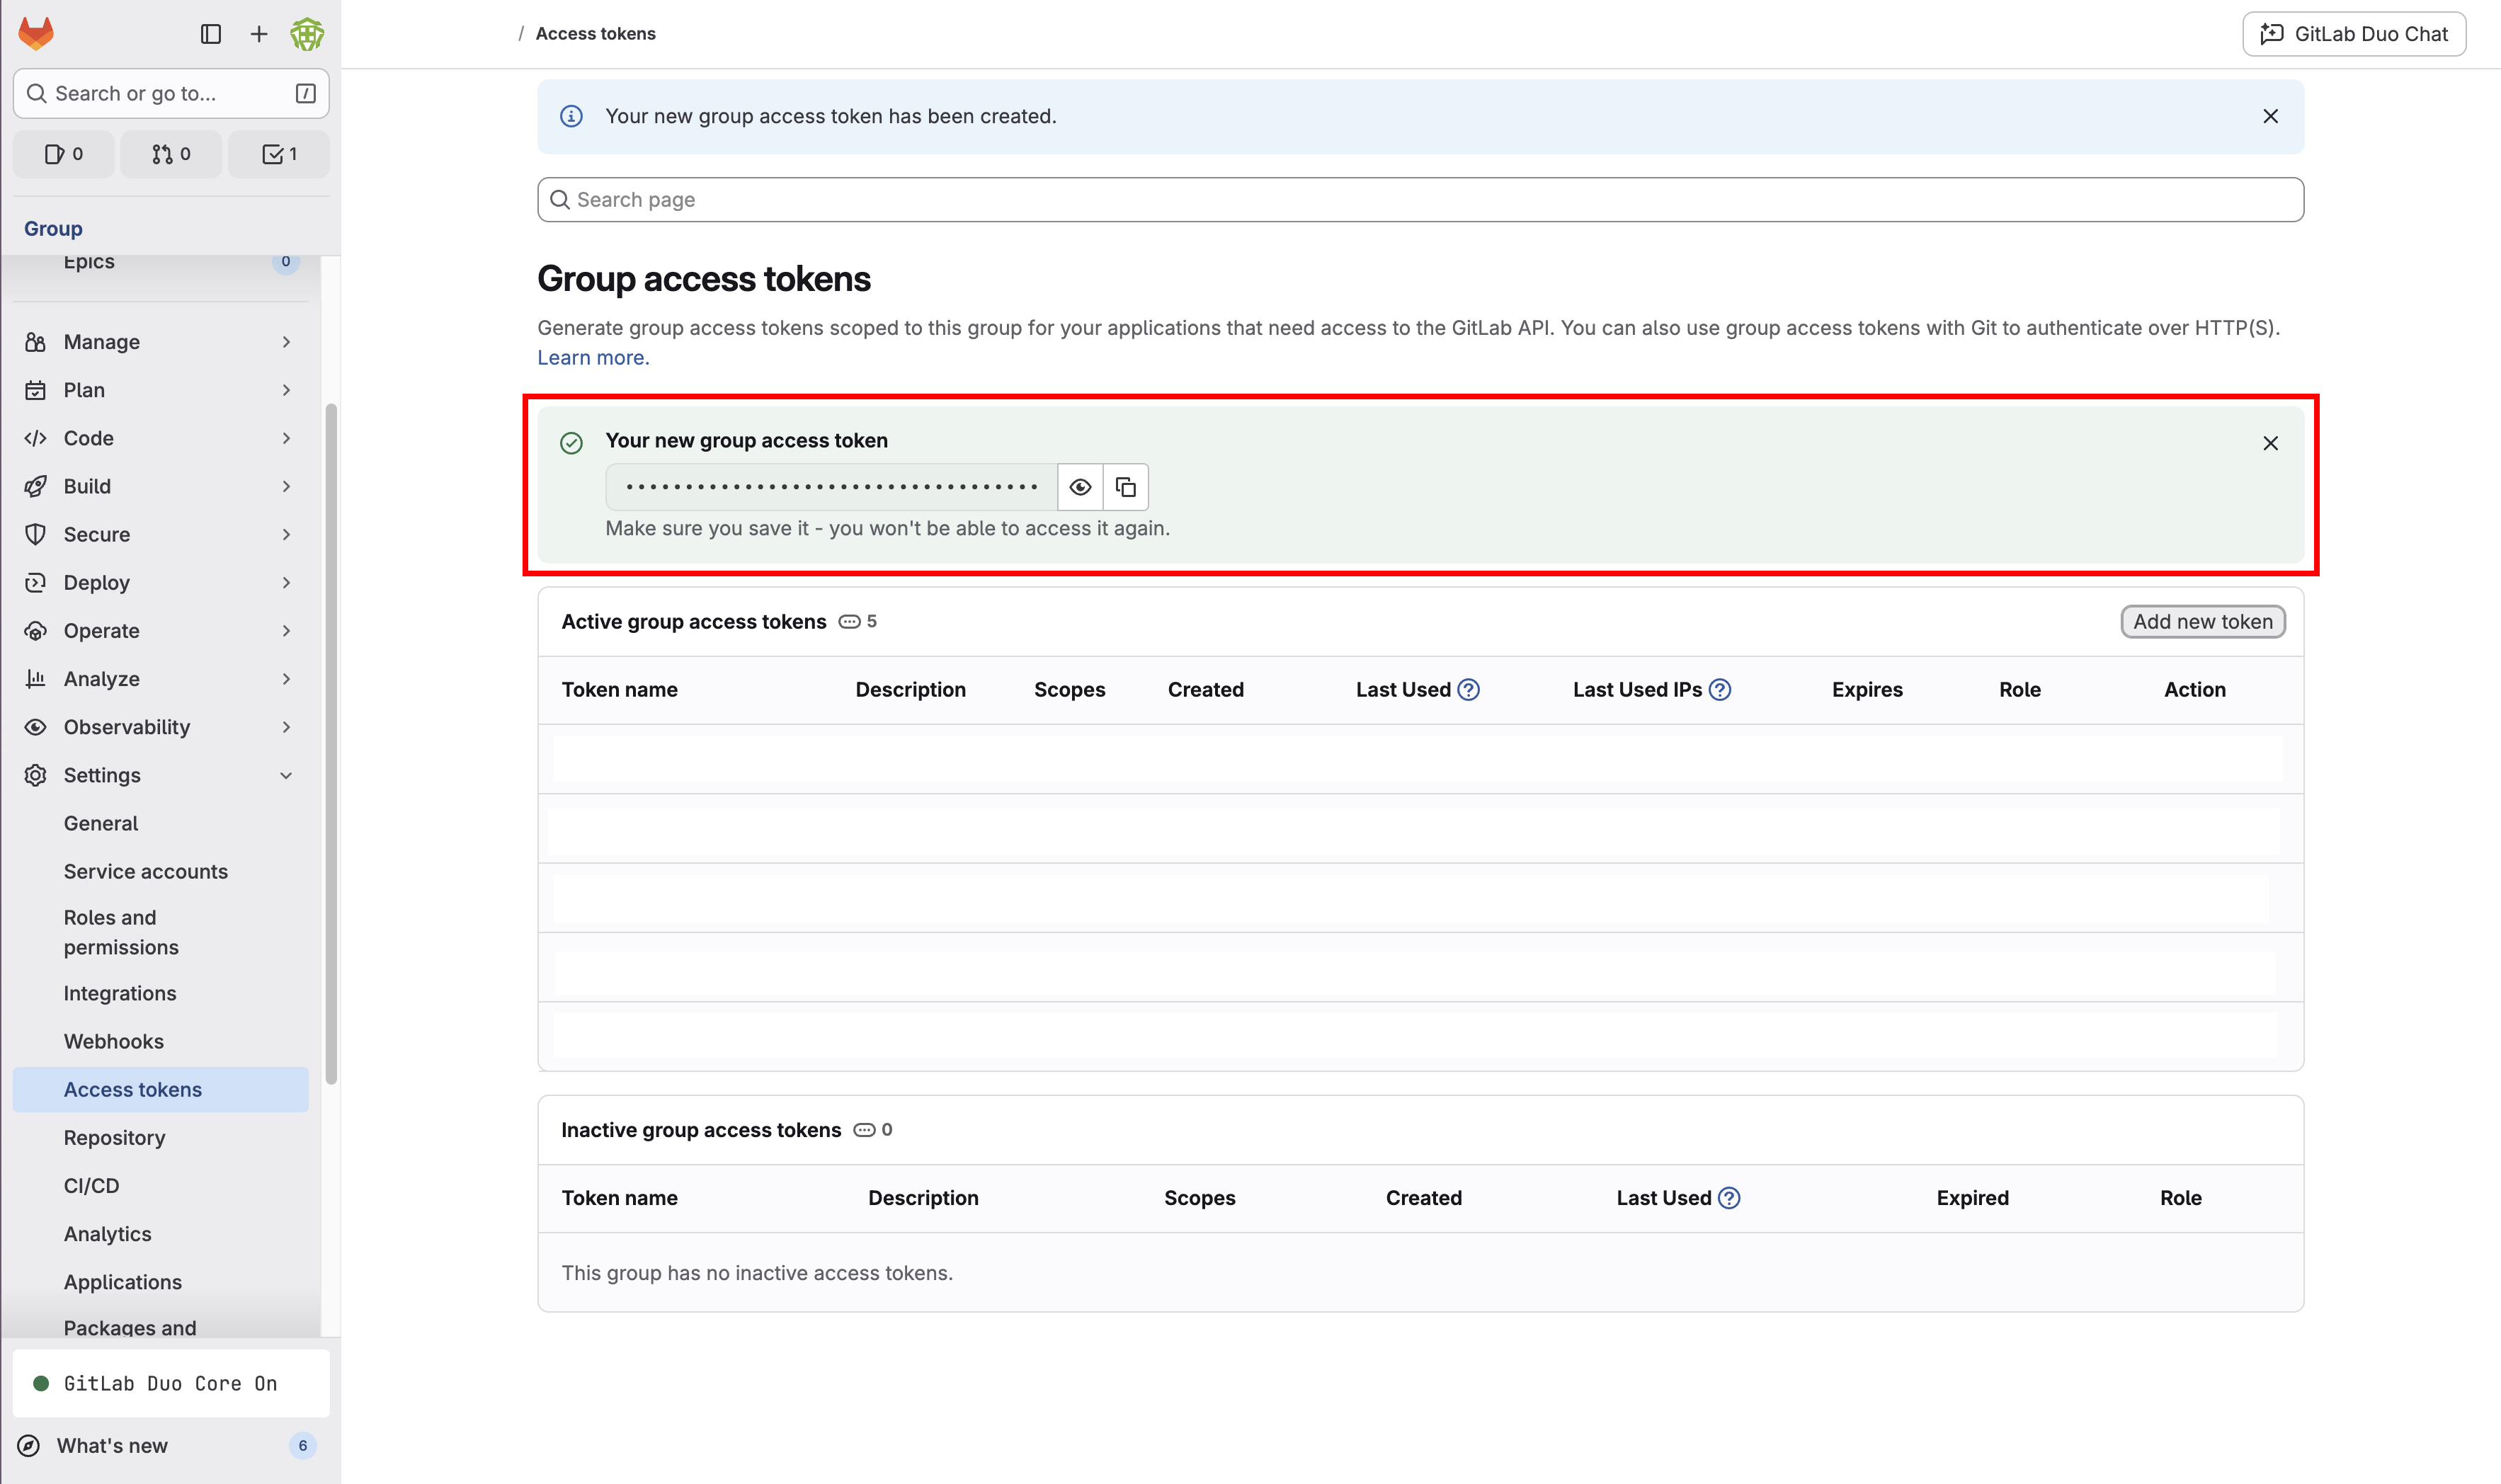 / Access tokens
GitLab Duo Chat
Search or go to... /
0 0 1
Group
Epics 0
Manage
Plan
Code
Build
Secure
Deploy
Operate
Analyze
Observability
Settings
General
Service accounts
Roles and
permissions
Integrations
Webhooks
Access tokens
Repository
CI/CD
Analytics
Applications
Packages and
GitLab Duo Core On
What's new 6
Your new group access token has been created.
Search page
Group access tokens
Generate group access tokens scoped to this group for your applications that need access to the GitLab API. You can also use group access tokens with Git to authenticate over HTTP(S).
Learn more.
Your new group access token
Make sure you save it - you won't be able to access it again.
Active group access tokens 5 Add new token
Token name Description Scopes Created Last Used Last Used IPs Expires Role Action
Inactive group access tokens 0
Token name Description Scopes Created Last Used Expired Role
This group has no inactive access tokens.